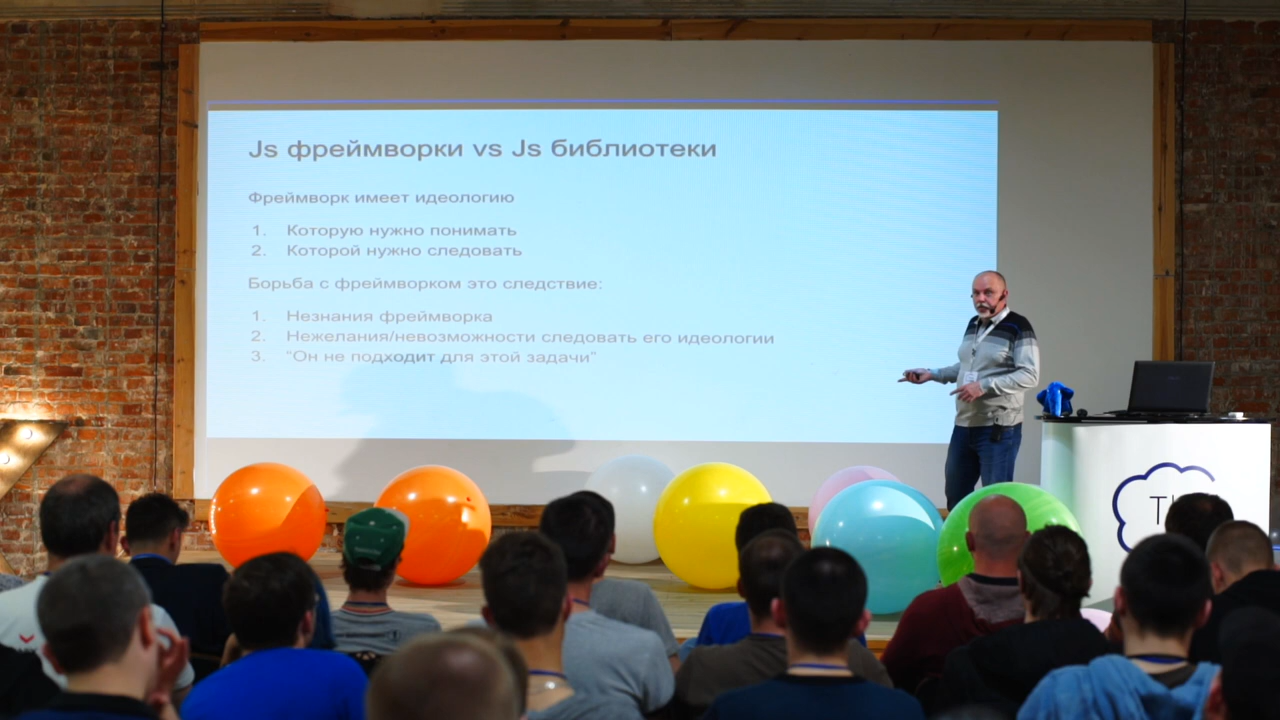 Js фреймворки vs Js библиотеки
Фреймворк имеет идеологию
1. Которую нужно понимать
2. Которой нужно следовать
Борьба с фреймворком это следствие:
1. Незнания фреймворка
2. Нежелания/невозможности следовать его идеологии
3. “Он не подходит для этой задачи”